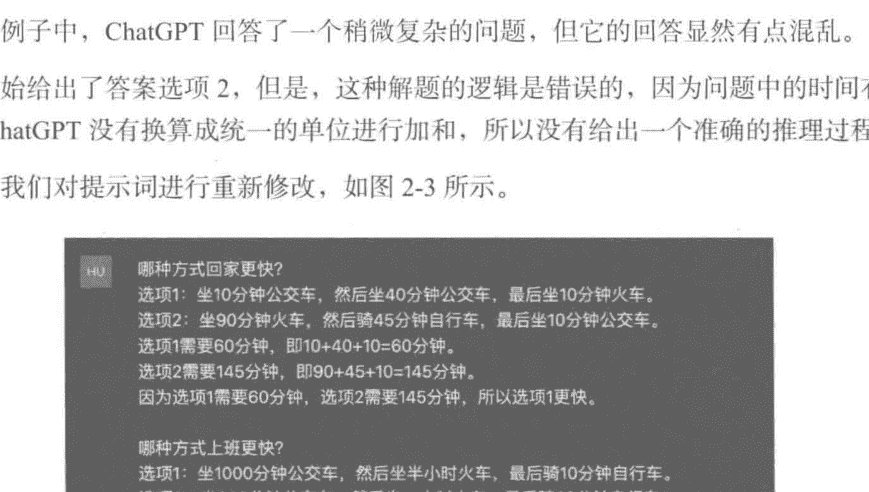 例子中，ChatGPT 回答了一个稍微复杂的问题，但它的回答显然有点混乱。
始给出了答案选项 2，但是，这种解题的逻辑是错误的，因为问题中的时间有
hatGPT 没有换算成统一的单位进行加和，所以没有给出一个准确的推理过程
我们对提示词进行重新修改，如图 2-3 所示。
HU
哪种方式回家更快？
选项1：坐10分钟公交车，然后坐40分钟公交车，最后坐10分钟火车。
选项2：坐90分钟火车，然后骑45分钟自行车，最后坐10分钟公交车。
选项1需要60分钟，即10+40+10=60分钟。
选项2需要145分钟，即90+45+10=145分钟。
因为选项1需要60分钟，选项2需要145分钟，所以选项1更快。
哪种方式上班更快？
选项1：坐1000分钟公交车，然后坐半小时火车，最后骑10分钟自行车。